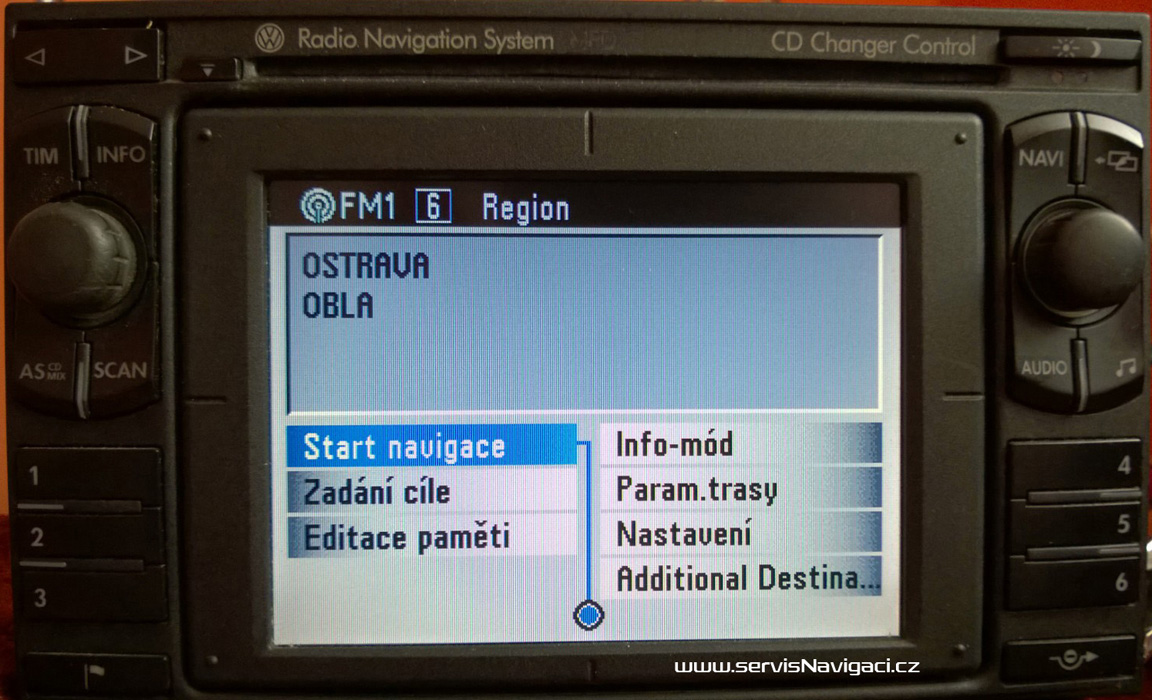 Radio Navigation System
CD Changer Control
TIM
INFO
NAVI
FM1 6 Region
OSTRAVA
OBLA
AS CD MIX
SCAN
AUDIO
Start navigace
Zadání cíle
Editace paměti
Info-mód
Param.trasy
Nastavení
Additional Destina...
1
2
3
4
5
6
www.servisNavigaci.cz